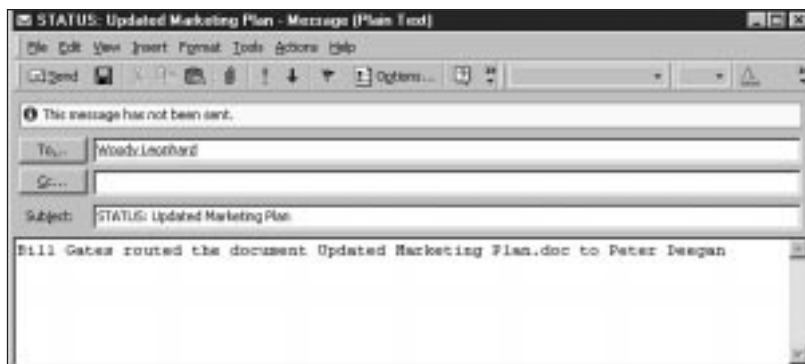 STATUS: Updated Marketing Plan - Message (Plain Text)
File Edit View Insert Format Tools Actions Help
Send Options...
This message has not been sent.
To... Woody Leonhard
Cc...
Subject: STATUS: Updated Marketing Plan
Bill Gates routed the document Updated Marketing Plan.doc to Peter Deegan